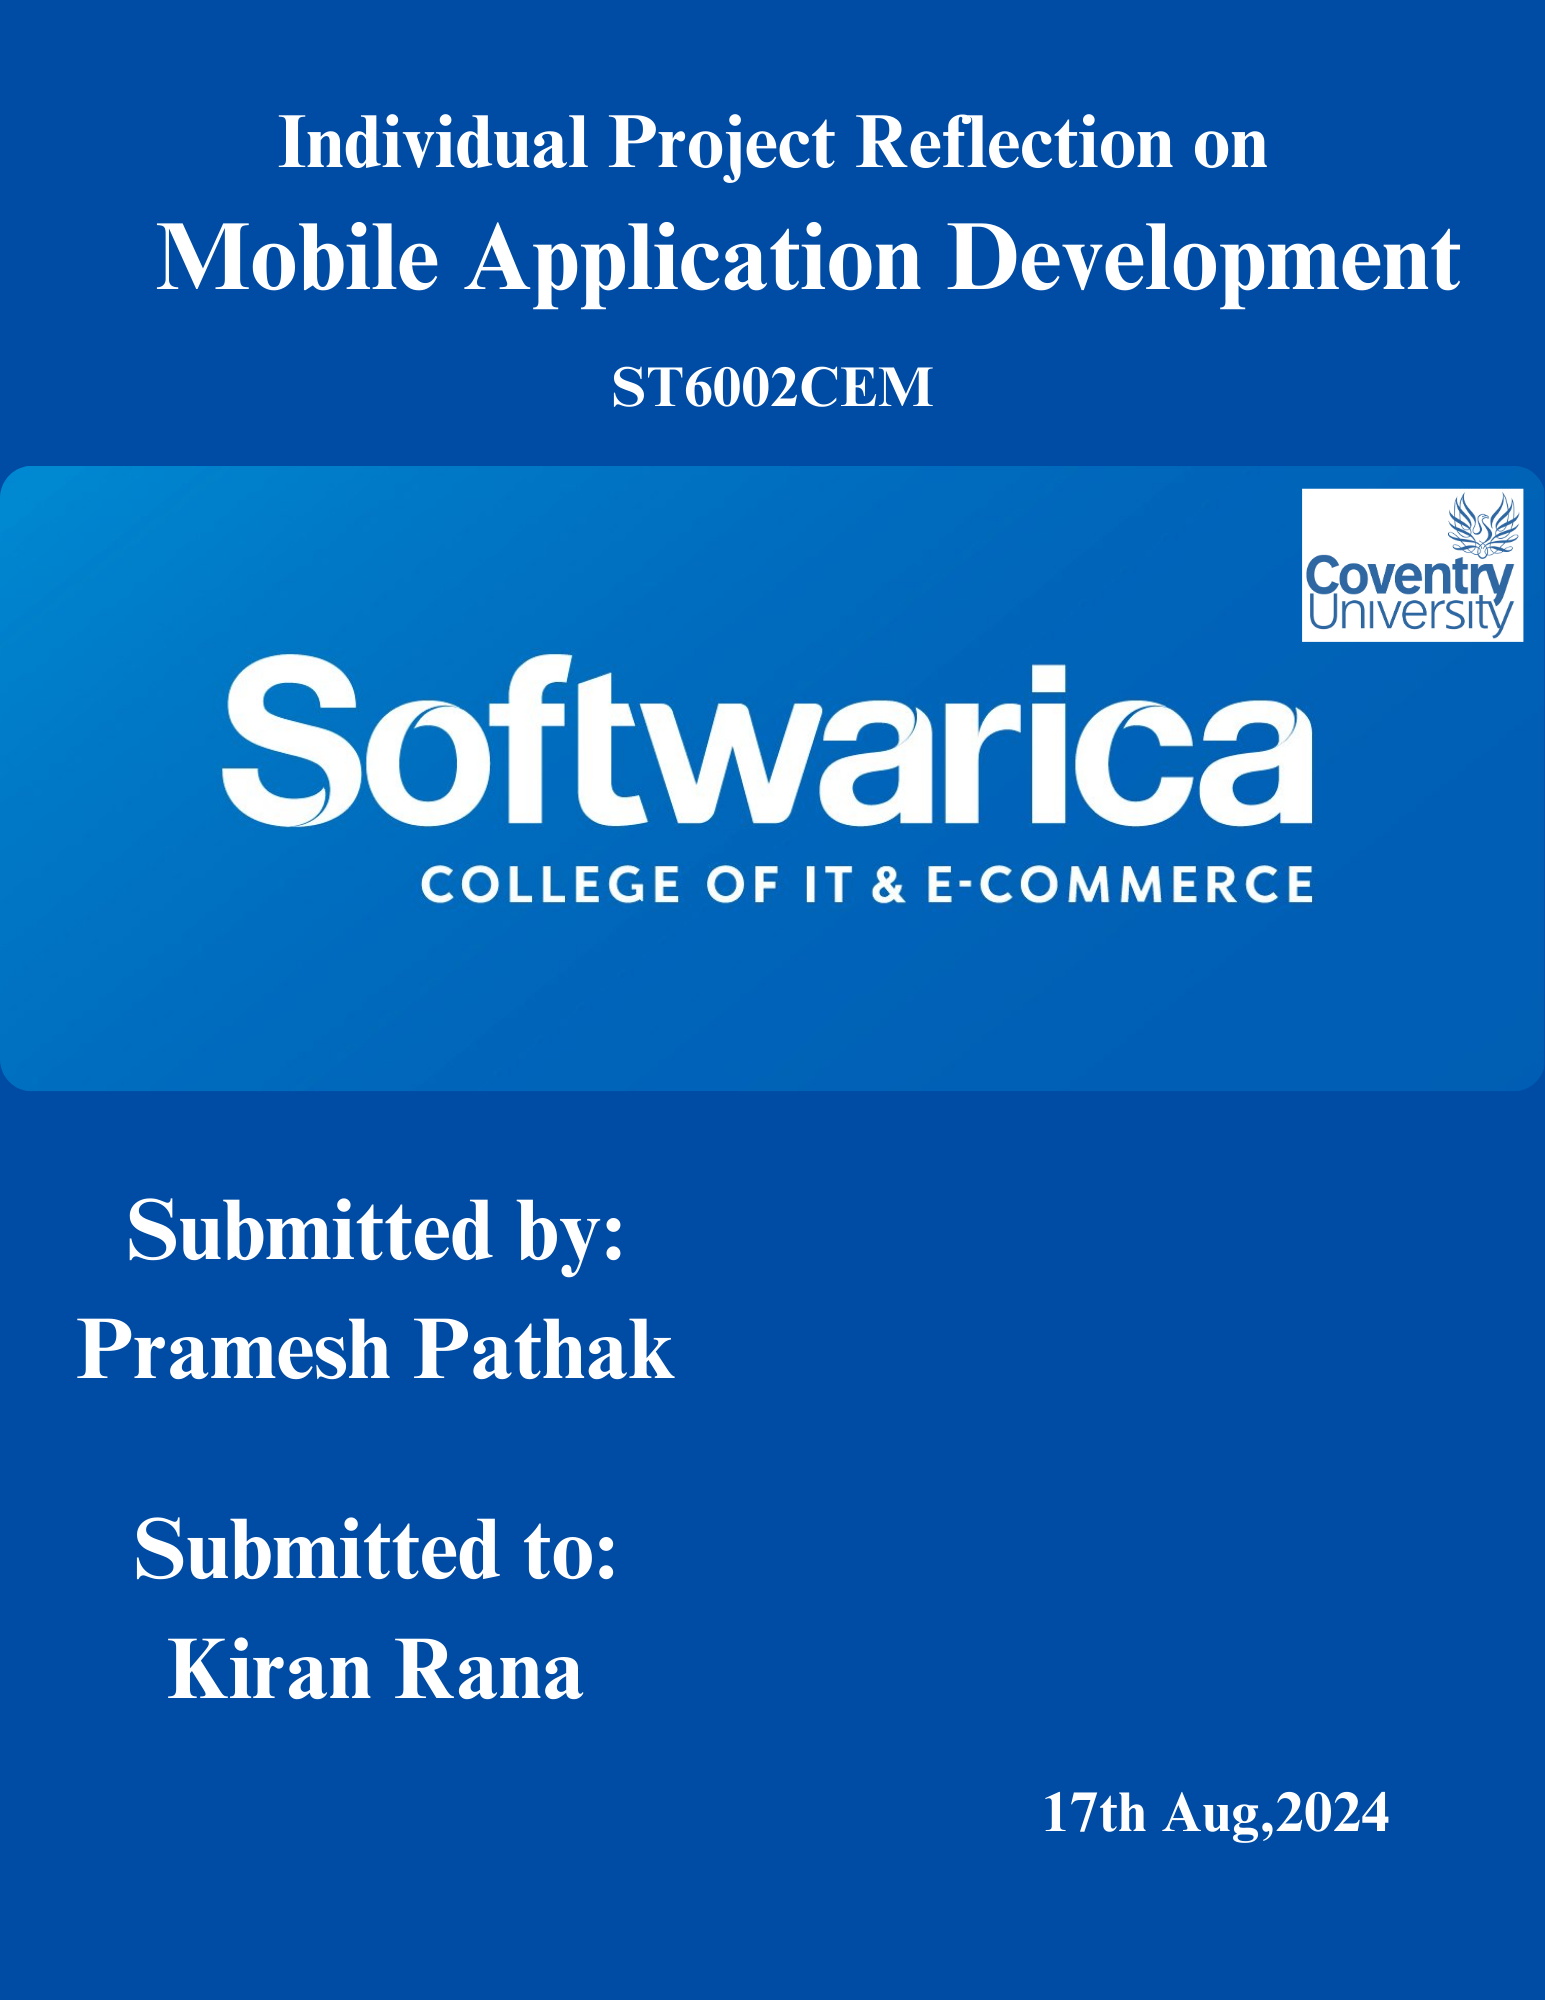 Individual Project Reflection on
Mobile Application Development
ST6002CEM
Coventry
University
Softwarica
COLLEGE OF IT & E-COMMERCE
Submitted by:
Pramesh Pathak
Submitted to:
Kiran Rana
17th Aug,2024